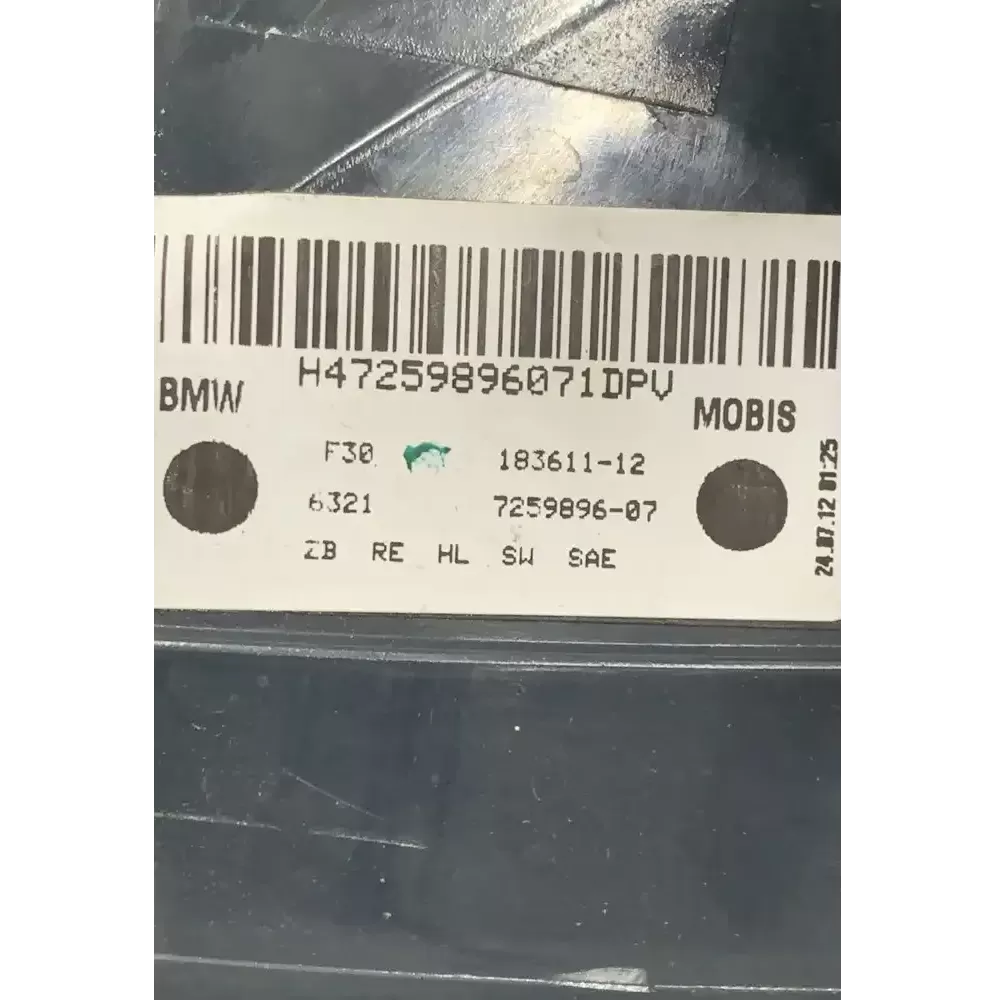 H47259896071DPV
BMW
MOBIS
F30 183611-12
6321 7259896-07
ZB RE HL SW SAE
24.07.12 01:25